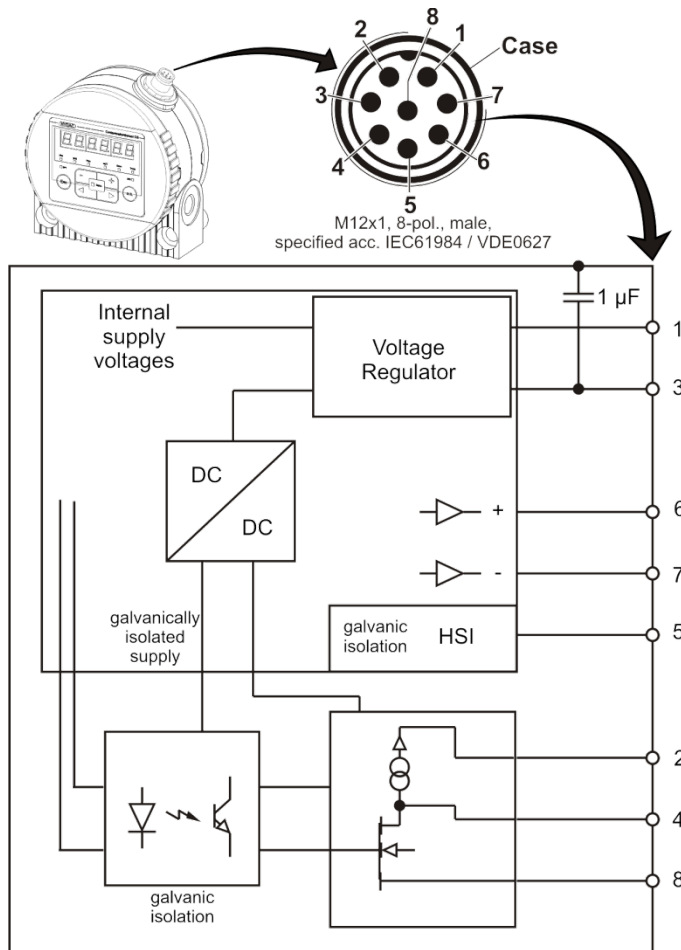 8
2
1
Case
3
7
4
6
5
M12x1, 8-pol., male,
specified acc. IEC61984 / VDE0627
1 µF
Internal
supply
voltages
Voltage
Regulator
1
3
DC
DC
+
6
-
7
galvanically
isolated
supply
galvanic
isolation
HSI
5
2
4
8
galvanic
isolation